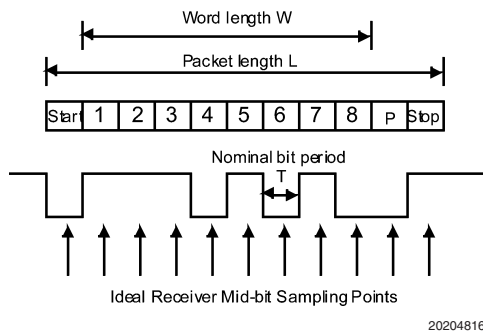 Word length W
Packet length L
Start 1 2 3 4 5 6 7 8 P Stop
Nominal bit period
T
Ideal Receiver Mid-bit Sampling Points
20204816